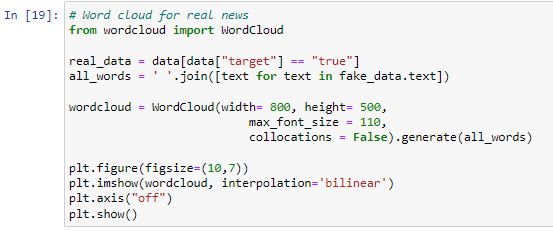 In [19]: # Word cloud for real news
from wordcloud import WordCloud
real_data = data[data["target"] == "true"]
all_words = ' '.join([text for text in fake_data.text])
wordcloud = WordCloud(width= 800, height= 500,
max_font_size = 110,
collocations = False).generate(all_words)
plt.figure(figsize=(10,7))
plt.imshow(wordcloud, interpolation='bilinear')
plt.axis("off")
plt.show()